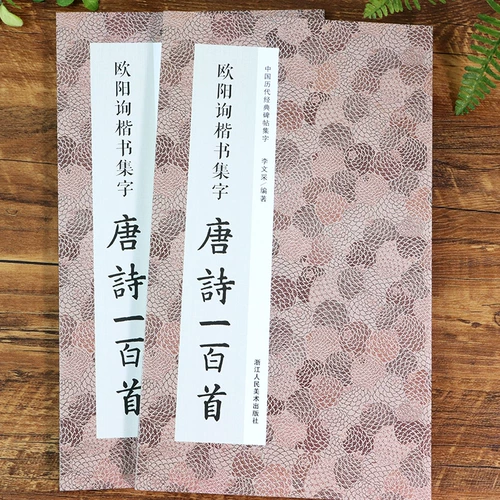 欧阳询楷书集字
唐詩一百首
中国历代经典碑帖集字
李文采 编著
欧阳询楷书集字
唐詩一百首
浙江人民美术出版社